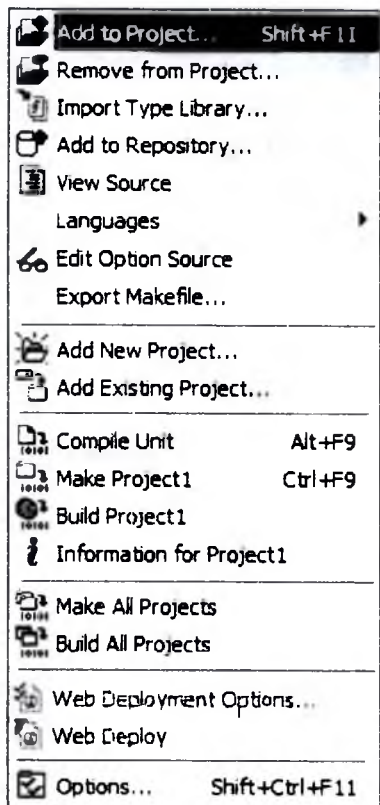 Add to Project... Shift+F11
Remove from Project...
Import Type Library...
Add to Repository...
View Source
Languages
Edit Option Source
Export Makefile...
Add New Project...
Add Existing Project...
Compile Unit Alt+F9
Make Project1 Ctrl+F9
Build Project1
Information for Project1
Make All Projects
Build All Projects
Web Deployment Options...
Web Deploy
Options... Shift+Ctrl+F11